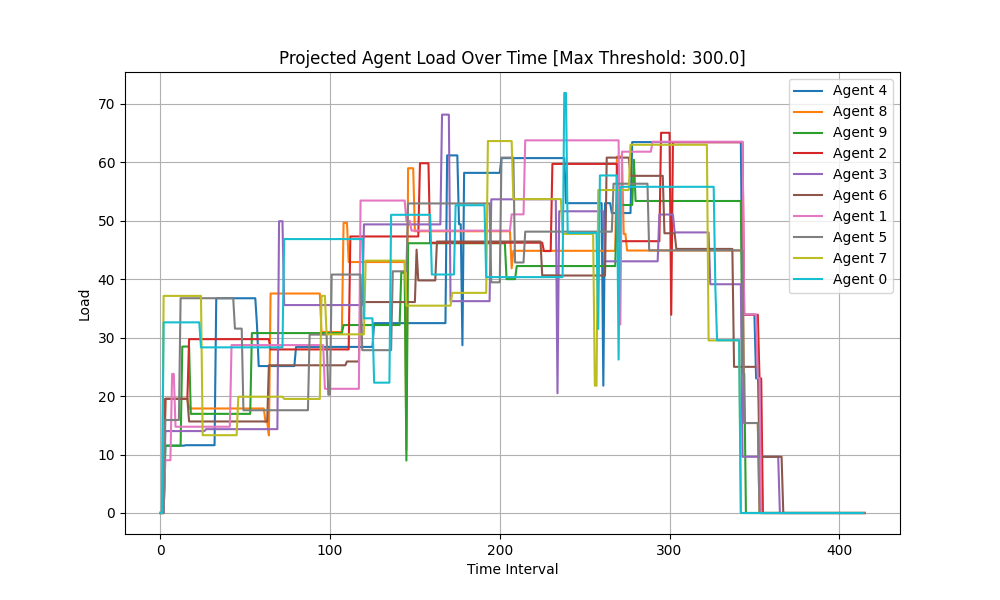 Projected Agent Load Over Time [Max Threshold: 300.0]
Load
70
60
50
40
30
20
10
0
0 100 200 300 400
Time Interval
Agent 4
Agent 8
Agent 9
Agent 2
Agent 3
Agent 6
Agent 1
Agent 5
Agent 7
Agent 0